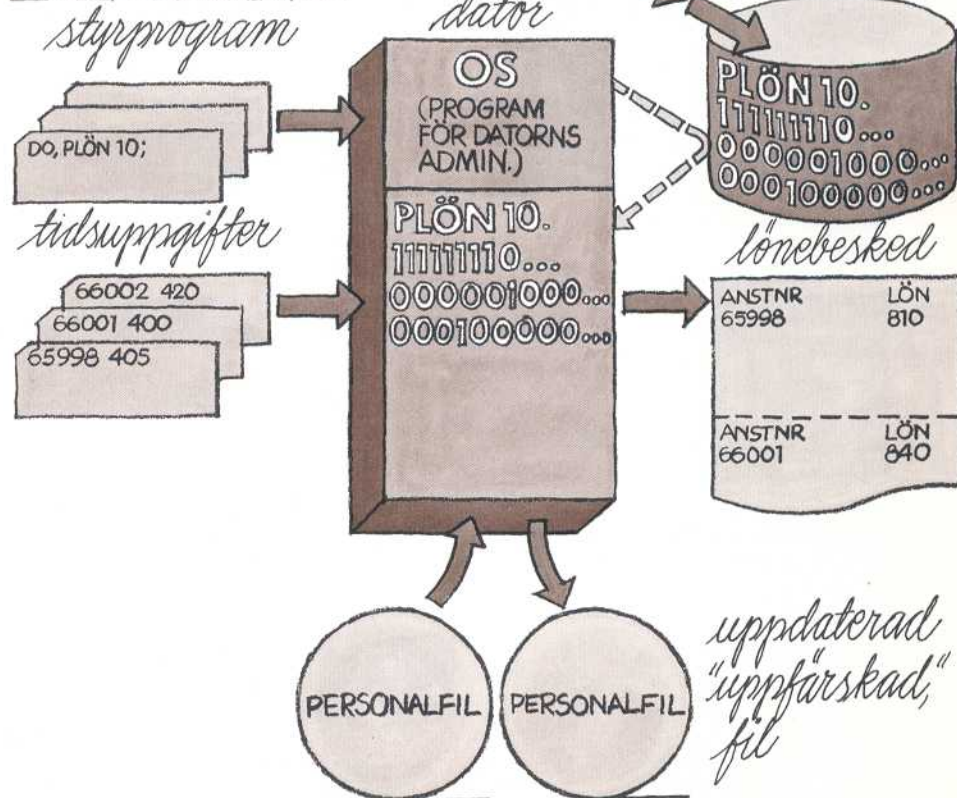 styrprogram
dator
DO, PLÖN 10;
OS
(PROGRAM
FÖR DATORNS
ADMIN.)
PLÖN 10.
111111110...
000001000...
000100000...
tidsuppgifter
66002 420
66001 400
65998 405
PLÖN 10.
111111110...
000001000...
000100000...
lönebesked
ANSTNR LÖN
65998 810
ANSTNR LÖN
66001 840
PERSONALFIL
PERSONALFIL
uppdaterad
"uppfärskad"
fil